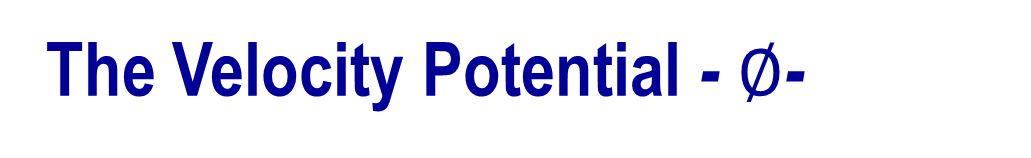 The Velocity Potential - Ø-